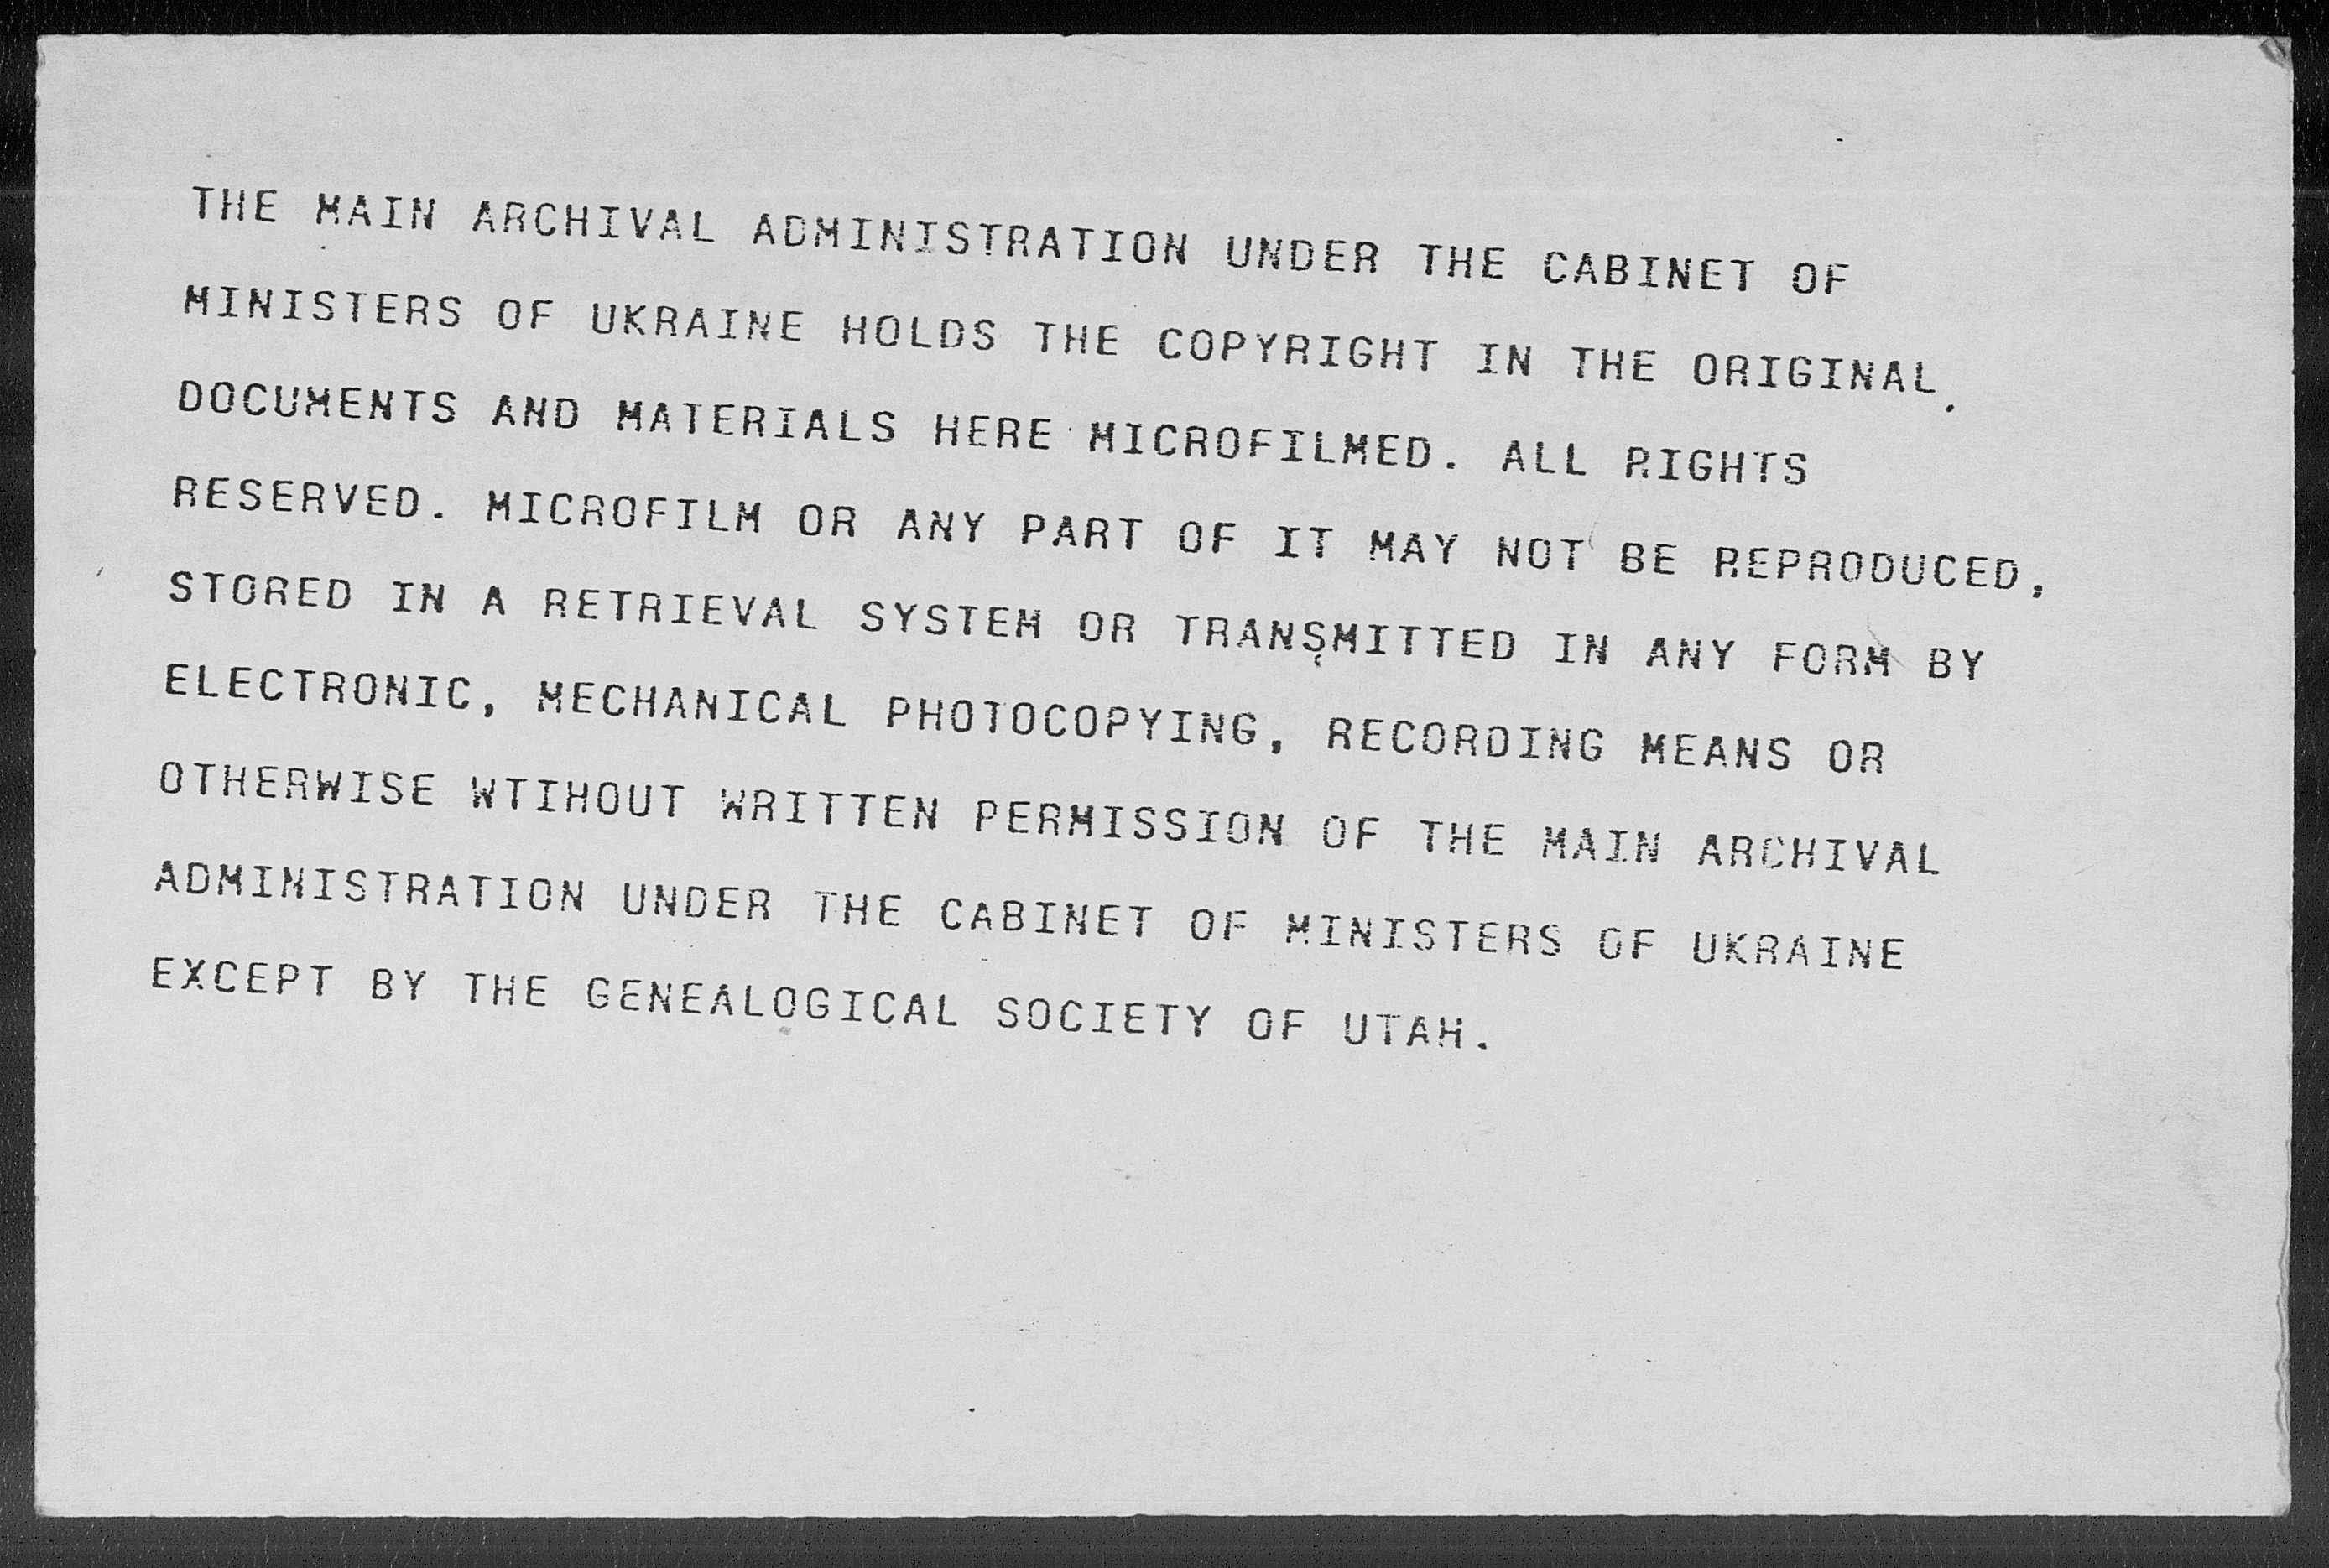 THE MAIN ARCHIVAL ADMINISTRATION UNDER THE CABINET OF
MINISTERS OF UKRAINE HOLDS THE COPYRIGHT IN THE ORIGINAL
DOCUMENTS AND MATERIALS HERE MICROFILMED. ALL RIGHTS
RESERVED. MICROFILM OR ANY PART OF IT MAY NOT BE REPRODUCED,
STORED IN A RETRIEVAL SYSTEM OR TRANSMITTED IN ANY FORM BY
ELECTRONIC, MECHANICAL PHOTOCOPYING, RECORDING MEANS OR
OTHERWISE WTIHOUT WRITTEN PERMISSION OF THE MAIN ARCHIVAL
ADMINISTRATION UNDER THE CABINET OF MINISTERS OF UKRAINE
EXCEPT BY THE GENEALOGICAL SOCIETY OF UTAH.